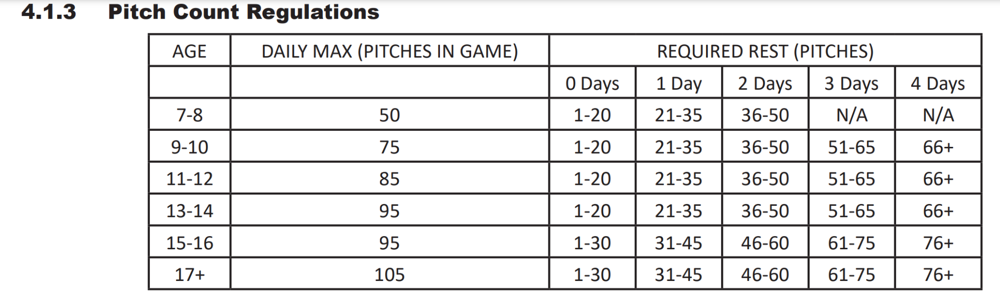 4.1.3 Pitch Count Regulations
AGE DAILY MAX (PITCHES IN GAME) REQUIRED REST (PITCHES)
0 Days 1 Day 2 Days 3 Days 4 Days
7-8 50 1-20 21-35 36-50 N/A N/A
9-10 75 1-20 21-35 36-50 51-65 66+
11-12 85 1-20 21-35 36-50 51-65 66+
13-14 95 1-20 21-35 36-50 51-65 66+
15-16 95 1-30 31-45 46-60 61-75 76+
17+ 105 1-30 31-45 46-60 61-75 76+